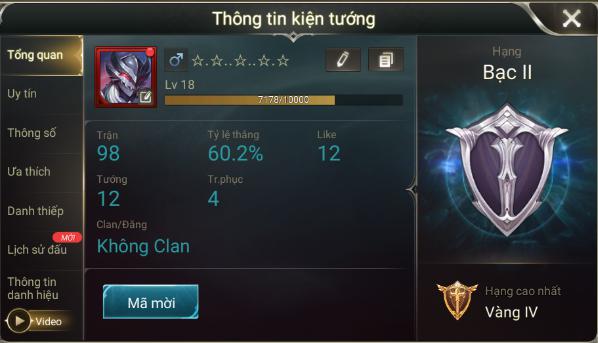 Thông tin kiện tướng
Tổng quan
Uy tín
Thông số
Ưa thích
Danh thiếp
MỚI
Lịch sử đấu
Thông tin
danh hiệu
Video
☆.☆..☆..☆.☆
Lv 18
7178/10000
Trận
98
Tỷ lệ thắng
60.2%
Like
12
Tướng
12
Tr.phục
4
Clan/Đăng
Không Clan
Mã mời
Hạng
Bạc II
Hạng cao nhất
Vàng IV